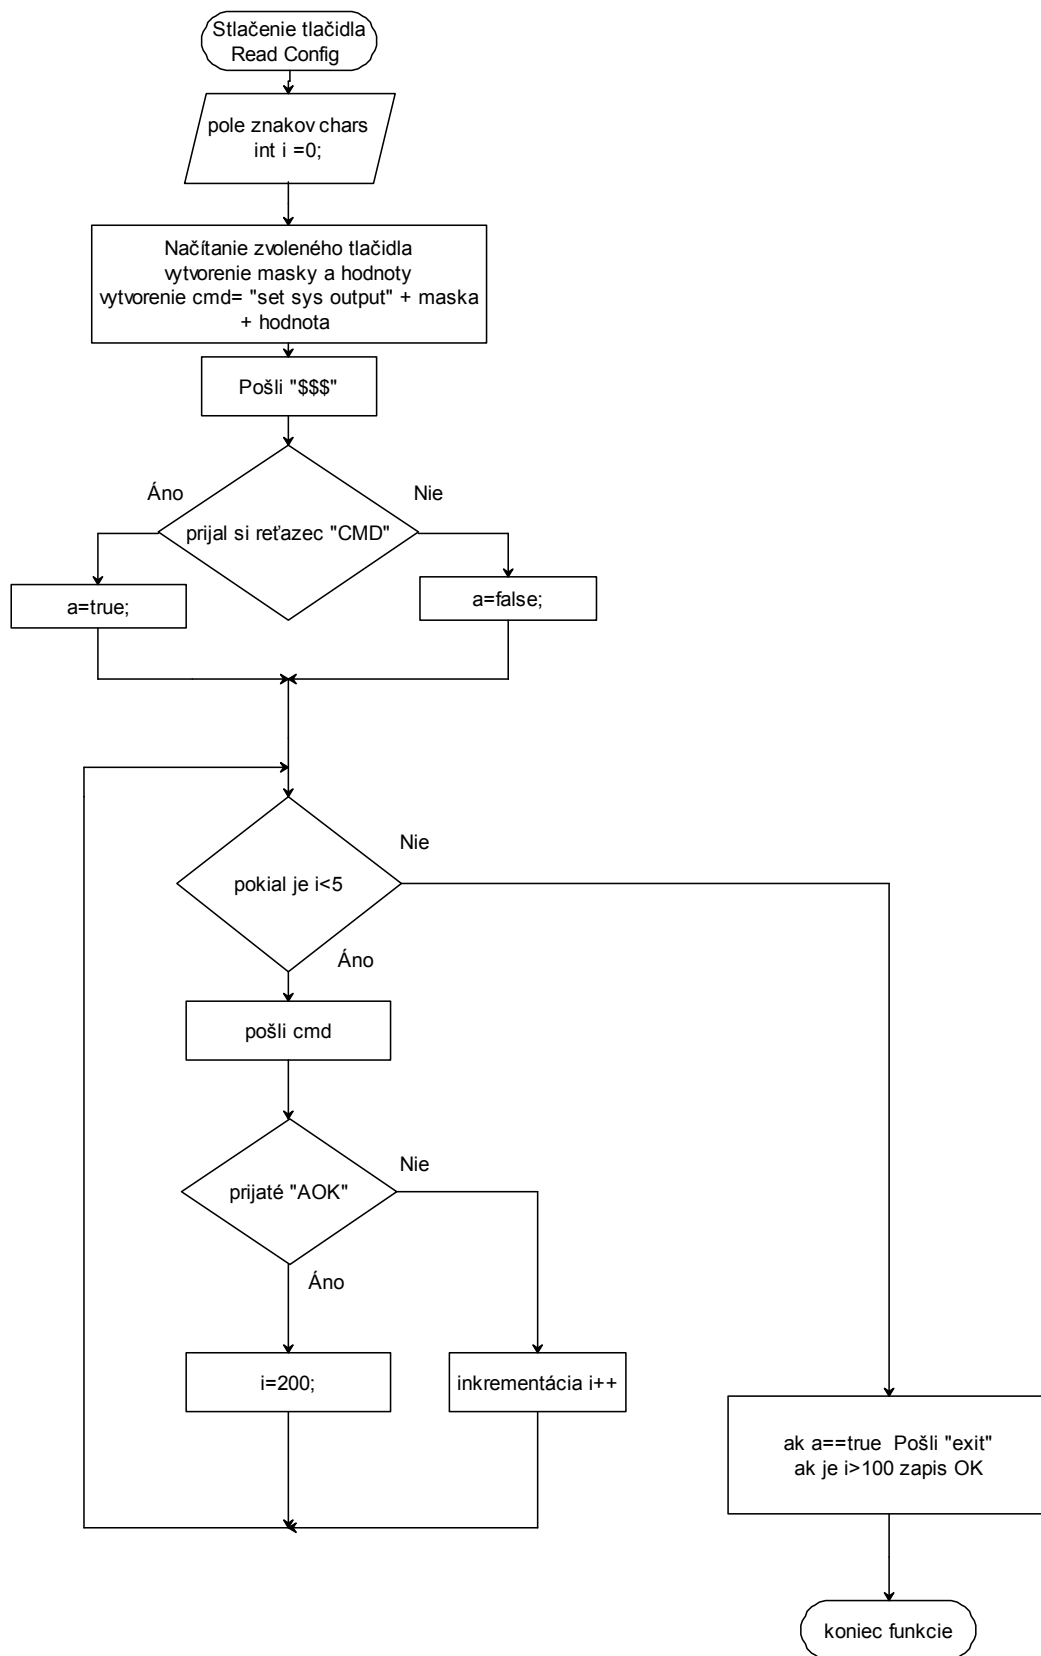 Stlačenie tlačidla
Read Config
pole znakov chars
int i =0;
Načítanie zvoleného tlačidla
vytvorenie masky a hodnoty
vytvorenie cmd= "set sys output" + maska
+ hodnota
Pošli "$$$"
Áno
Nie
prijal si reťazec "CMD"
a=true;
a=false;
Nie
pokial je i<5
Áno
pošli cmd
Nie
prijaté "AOK"
Áno
i=200;
inkrementácia i++
ak a==true Pošli "exit"
ak je i>100 zapis OK
koniec funkcie